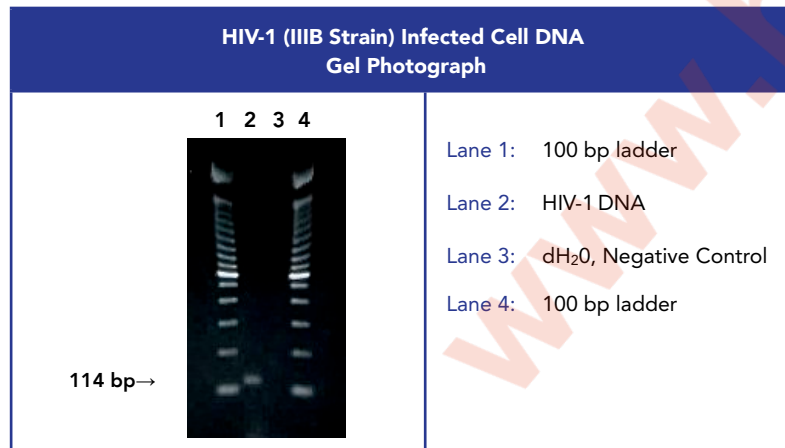 HIV-1 (IIIB Strain) Infected Cell DNA
Gel Photograph
1 2 3 4
Lane 1: 100 bp ladder
Lane 2: HIV-1 DNA
Lane 3: dH₂0, Negative Control
Lane 4: 100 bp ladder
114 bp→
www.